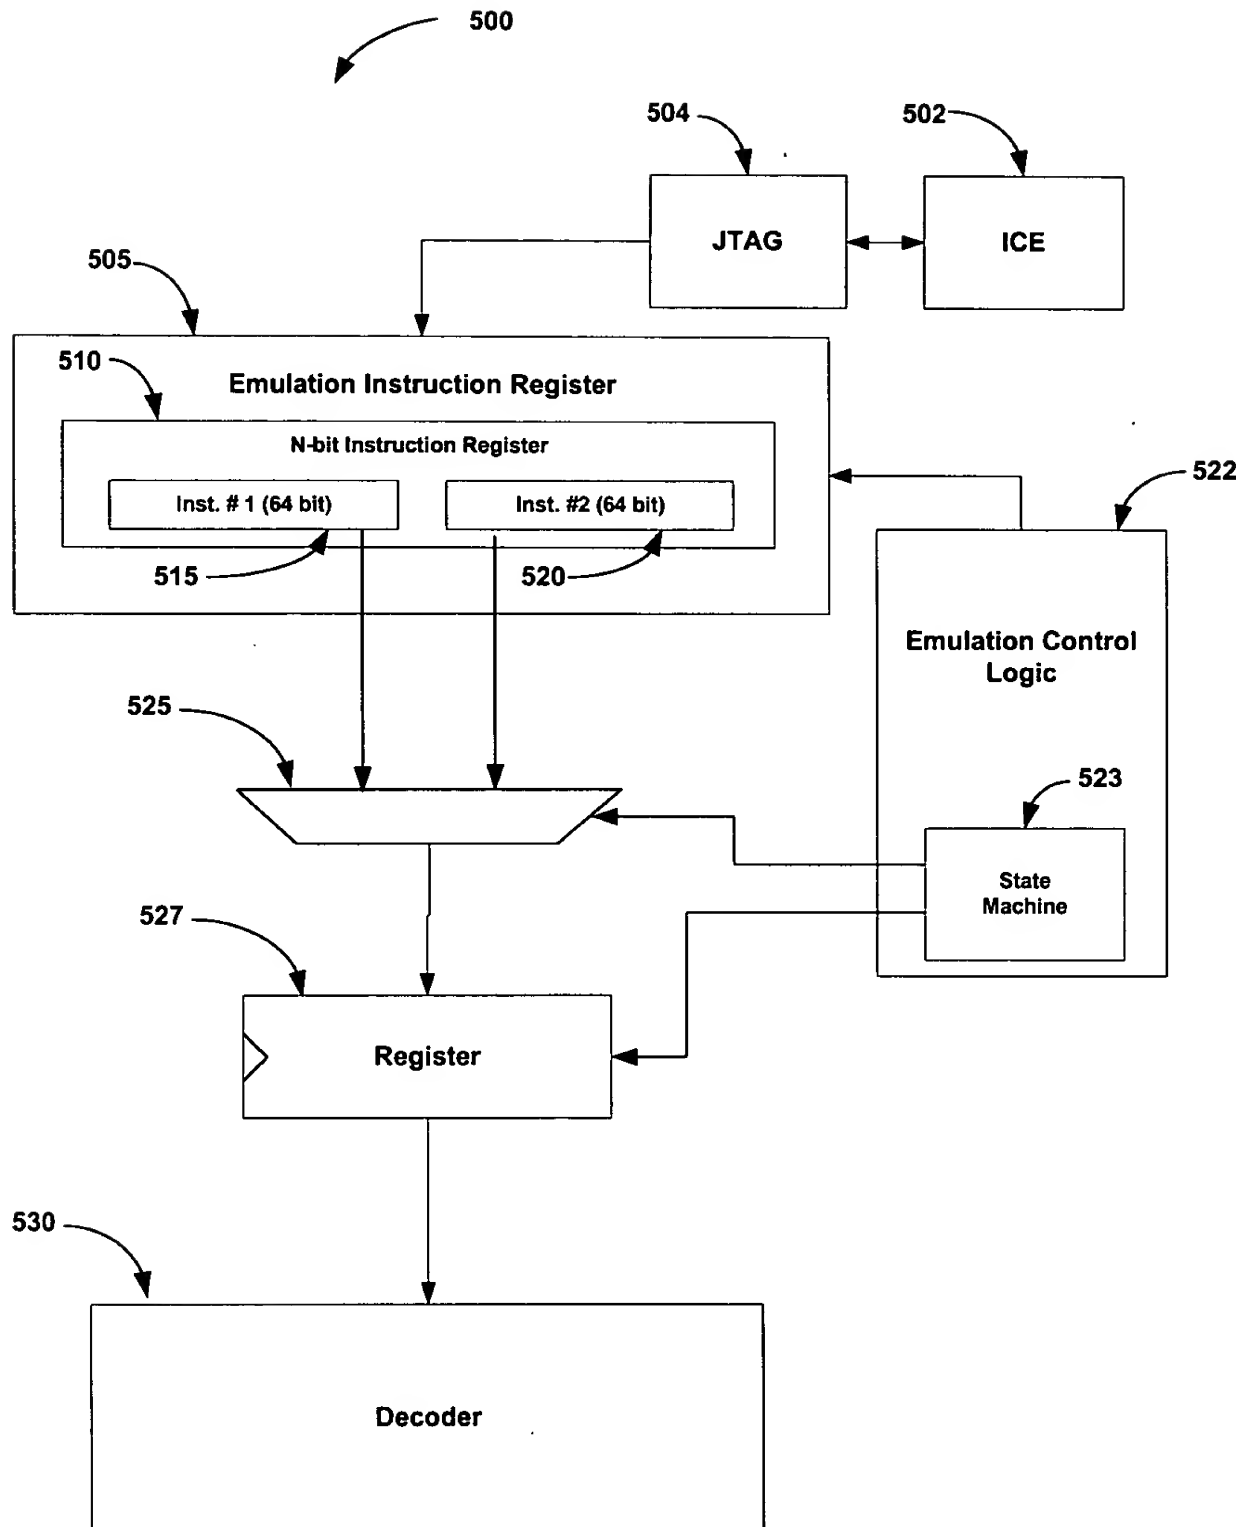 500
504
502
JTAG
ICE
505
510
Emulation Instruction Register
N-bit Instruction Register
Inst. # 1 (64 bit)
Inst. #2 (64 bit)
515
520
522
Emulation Control
Logic
525
523
State
Machine
527
Register
530
Decoder